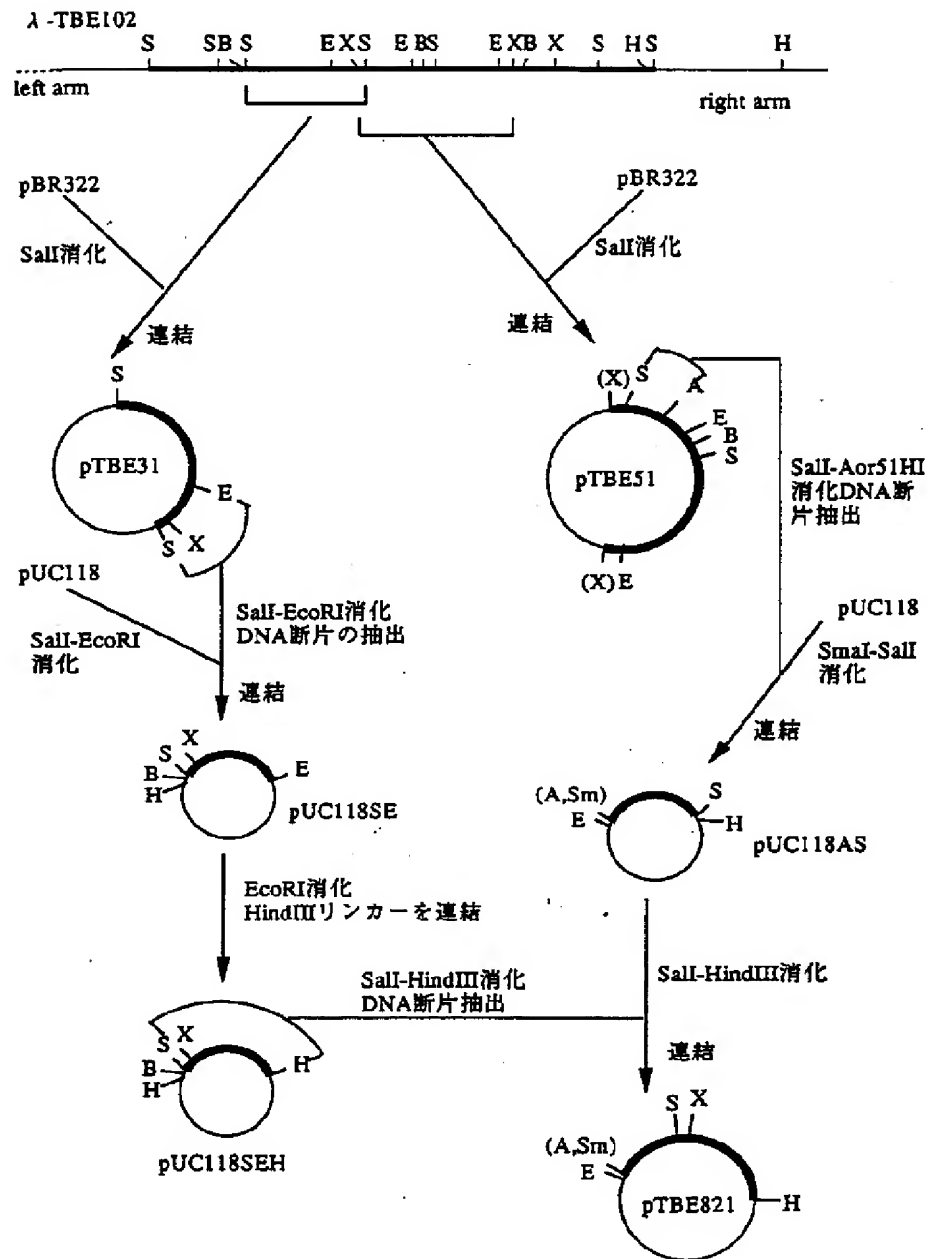 λ-TBE102
S SB S EXS E BS E XB X S HS H
left arm
right arm
pBR322
pBR322
SalI消化
SalI消化
連結
連結
S
(X) S
A
E
B
S
pTBE31
pTBE51
E
X
S
(X) E
SalI-Aor51HI
消化DNA断
片抽出
pUC118
SalI-EcoRI
消化
SalI-EcoRI消化
DNA断片の抽出
pUC118
SmaI-SalI
消化
連結
連結
X
S
B
H
E
pUC118SE
(A,Sm)
E
S
H
pUC118AS
EcoRI消化
HindIIIリンカーを連結
SalI-HindIII消化
DNA断片抽出
SalI-HindIII消化
連結
S X
B
H
H
pUC118SEH
S X
(A,Sm)
E
pTBE821
H